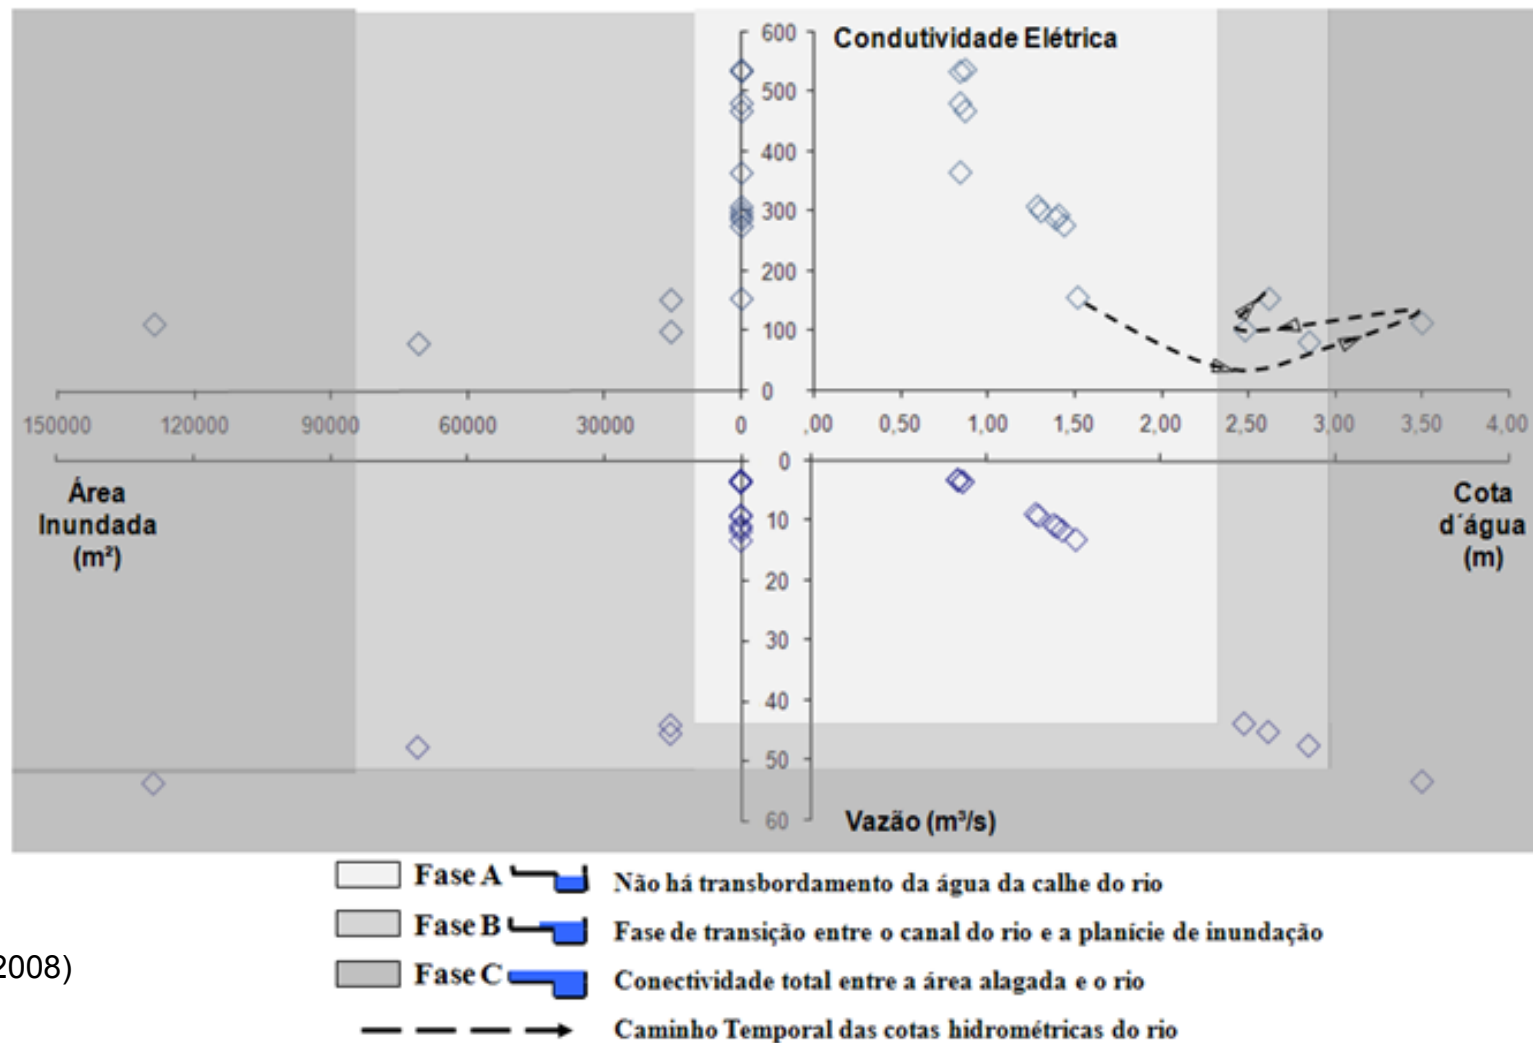 600
Condutividade Elétrica
500
400
300
200
100
0
150000 120000 90000 60000 30000 0 ,00 0,50 1,00 1,50 2,00 2,50 3,00 3,50 4,00
0
Área
Inundada
(m²)
Cota
d´água
(m)
10
20
30
40
50
60
Vazão (m³/s)
Fase A Não há transbordamento da água da calhe do rio
Fase B Fase de transição entre o canal do rio e a planície de inundação
2008)
Fase C Conectividade total entre a área alagada e o rio
Caminho Temporal das cotas hidrométricas do rio